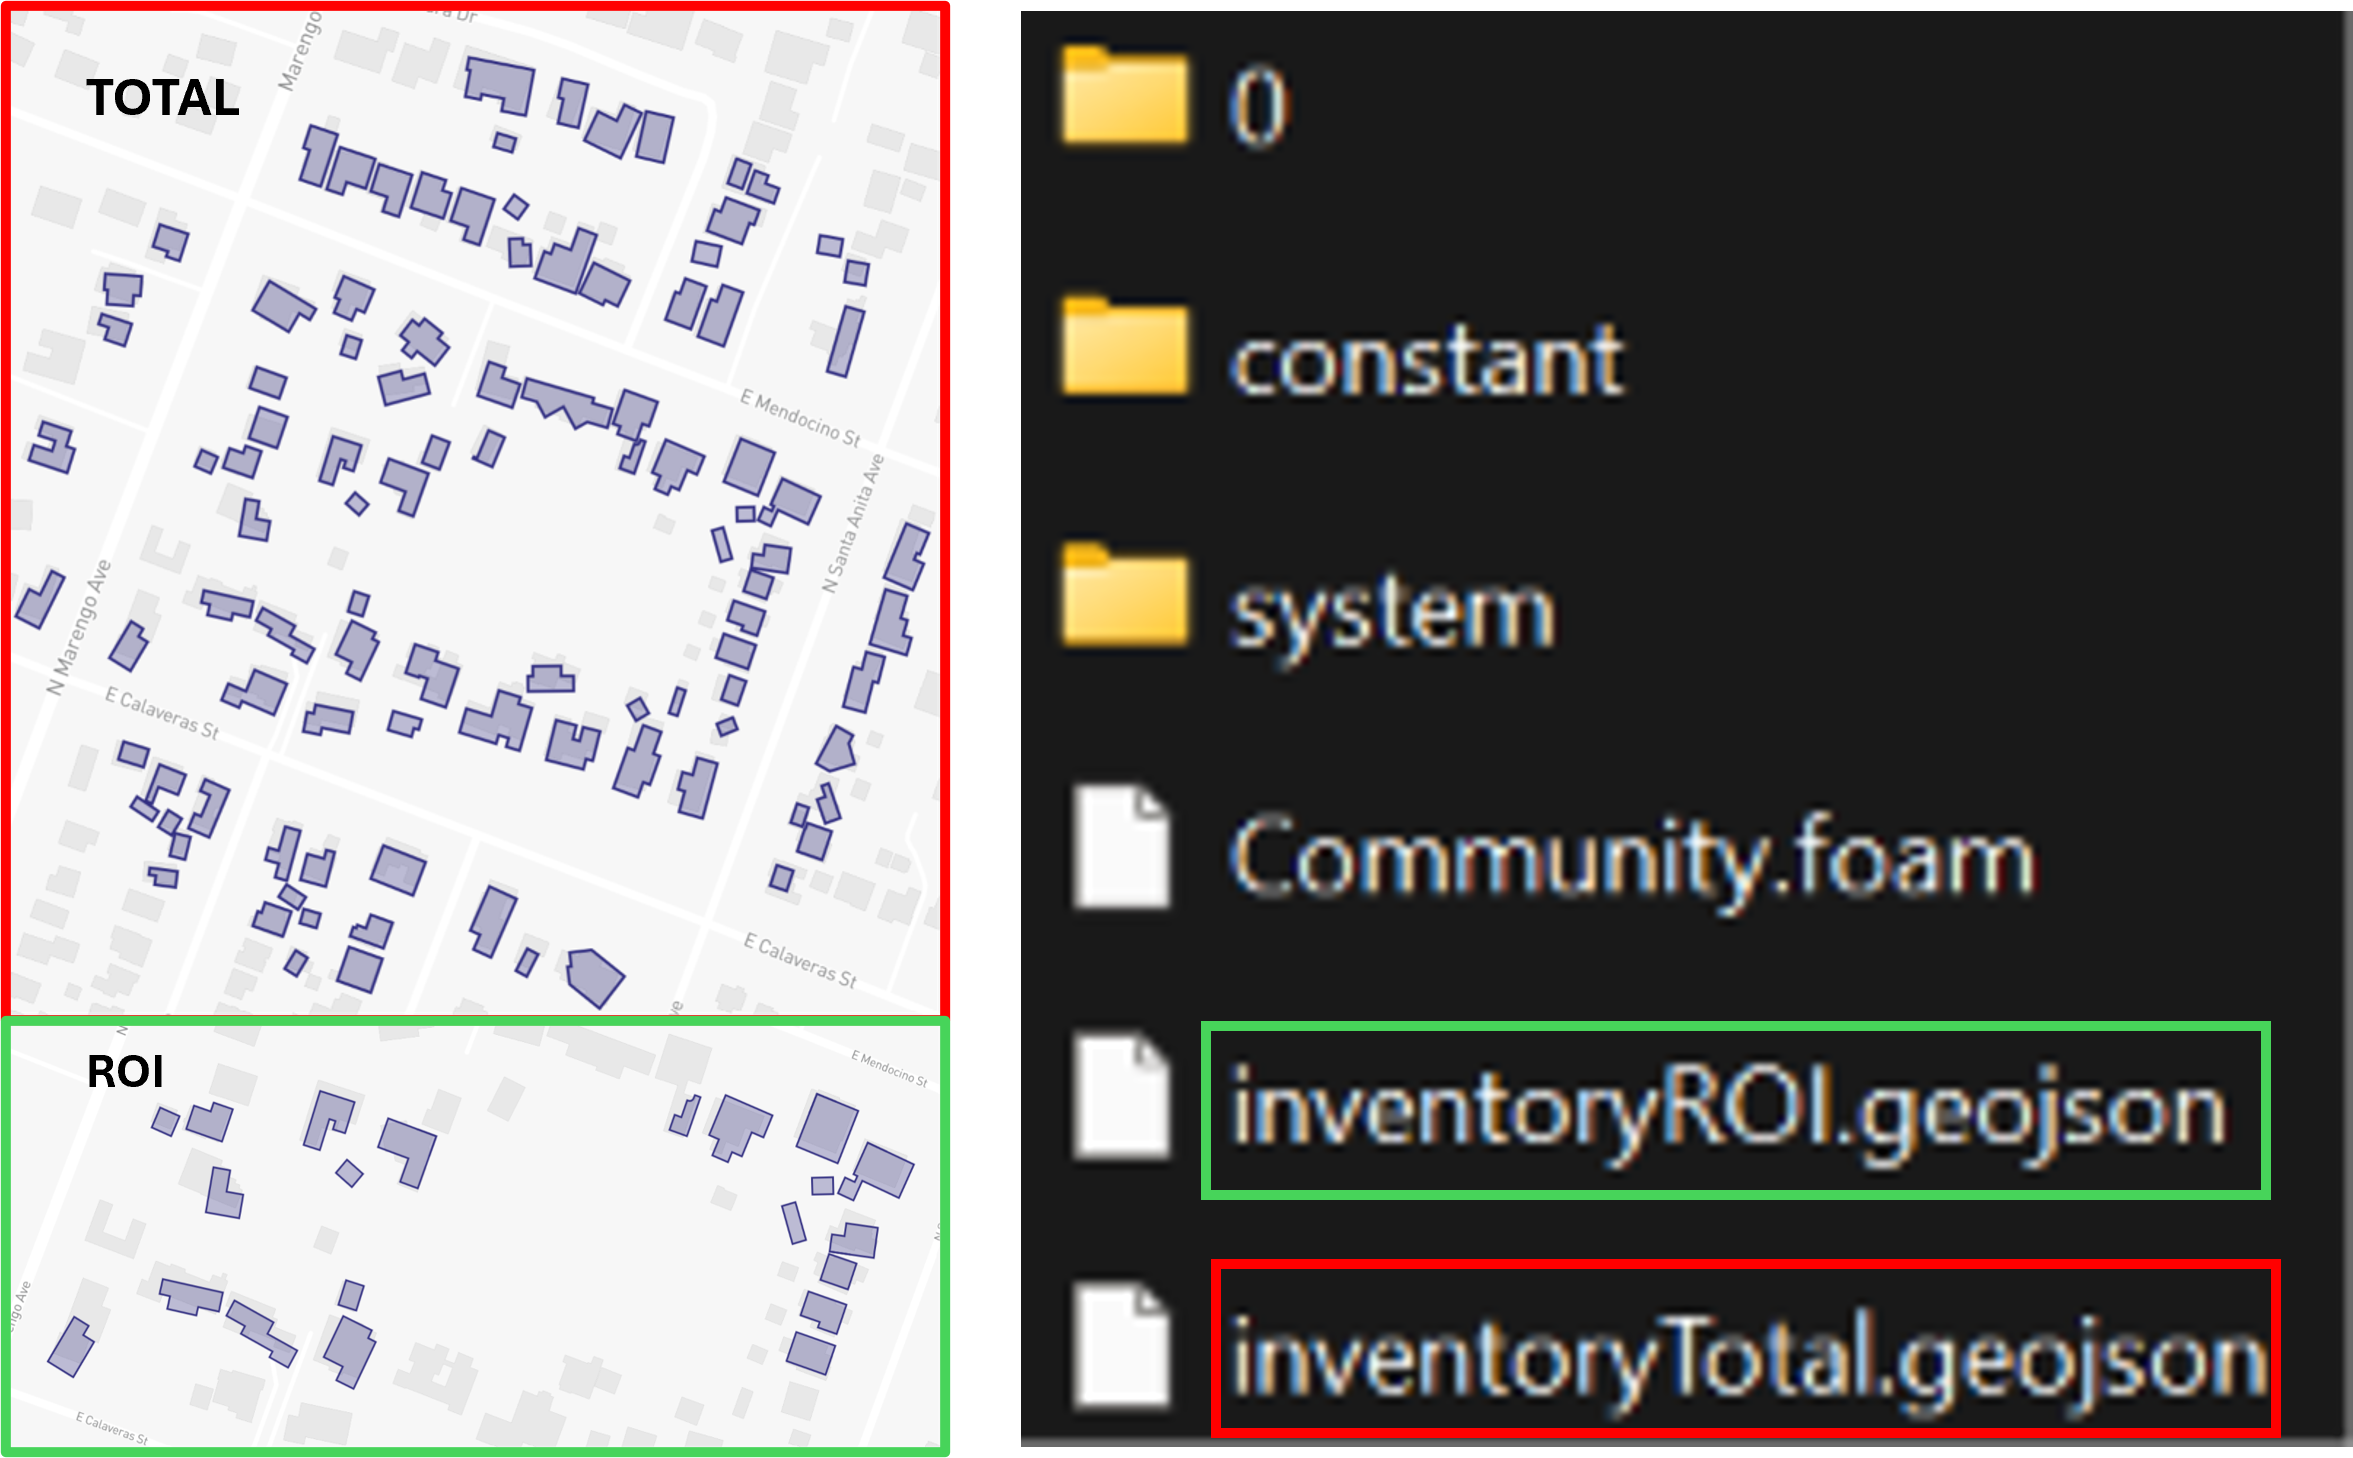 TOTAL
Marengo
E Mendocino St
N Santa Anita Ave
N Marengo Ave
E Calaveras St
E Calaveras St
ROI
E Mendocino St
E Calaveras St
0
constant
system
Community.foam
inventoryROI.geojson
inventoryTotal.geojson